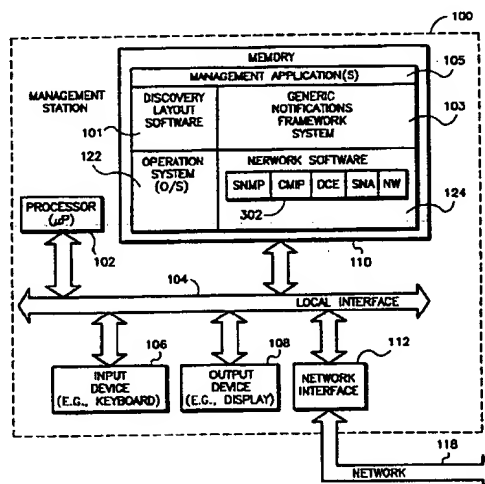 100
MEMORY
MANAGEMENT APPLICATION(S)
105
MANAGEMENT
STATION
DISCOVERY
LAYOUT
SOFTWARE
101
GENERIC
NOTIFICATIONS
FRAMEWORK
SYSTEM
103
122
OPERATION
SYSTEM
(O/S)
NERWORK SOFTWARE
SNMP CMIP DCE SNA NW
302
124
PROCESSOR
(μP)
102
110
104
LOCAL INTERFACE
106
INPUT
DEVICE
(E.G., KEYBOARD)
108
OUTPUT
DEVICE
(E.G., DISPLAY)
112
NETWORK
INTERFACE
118
NETWORK